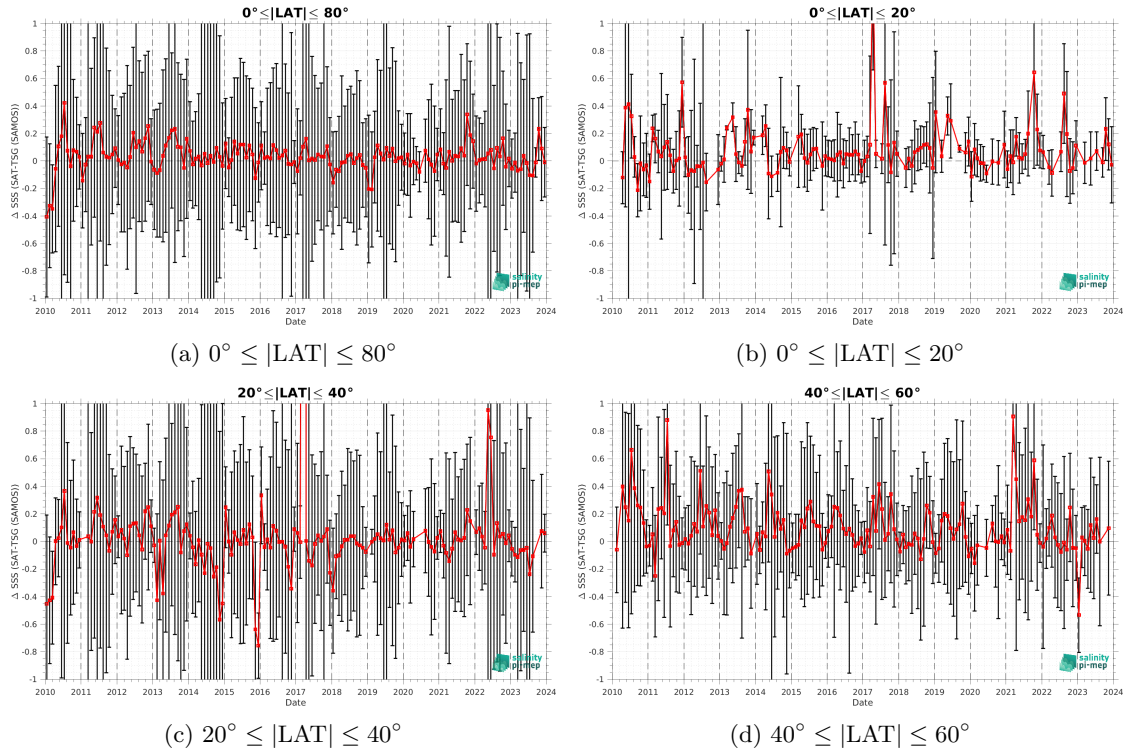 0°≤|LAT|≤ 80°
Δ SSS (SAT-TSG (SAMOS))
1
0.8
0.6
0.4
0.2
0
-0.2
-0.4
-0.6
-0.8
-1
2010 2011 2012 2013 2014 2015 2016 2017 2018 2019 2020 2021 2022 2023 2024
Date
salinity
pi-mep
(a) 0° ≤ |LAT| ≤ 80°
0°≤|LAT|≤ 20°
Δ SSS (SAT-TSG (SAMOS))
1
0.8
0.6
0.4
0.2
0
-0.2
-0.4
-0.6
-0.8
-1
2010 2011 2012 2013 2014 2015 2016 2017 2018 2019 2020 2021 2022 2023 2024
Date
salinity
pi-mep
(b) 0° ≤ |LAT| ≤ 20°
20°≤|LAT|≤ 40°
Δ SSS (SAT-TSG (SAMOS))
1
0.8
0.6
0.4
0.2
0
-0.2
-0.4
-0.6
-0.8
-1
2010 2011 2012 2013 2014 2015 2016 2017 2018 2019 2020 2021 2022 2023 2024
Date
salinity
pi-mep
(c) 20° ≤ |LAT| ≤ 40°
40°≤|LAT|≤ 60°
Δ SSS (SAT-TSG (SAMOS))
1
0.8
0.6
0.4
0.2
0
-0.2
-0.4
-0.6
-0.8
-1
2010 2011 2012 2013 2014 2015 2016 2017 2018 2019 2020 2021 2022 2023 2024
Date
salinity
pi-mep
(d) 40° ≤ |LAT| ≤ 60°